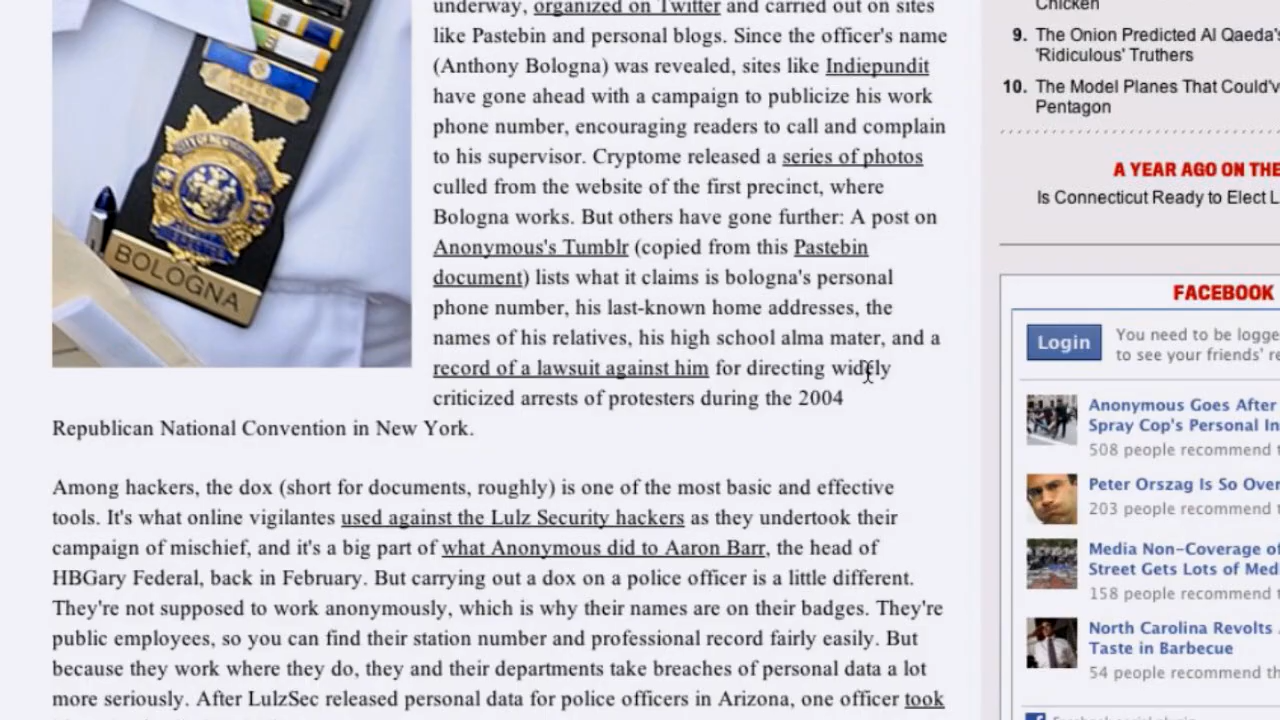 BOLOGNA
underway, organized on Twitter and carried out on sites
like Pastebin and personal blogs. Since the officer's name
(Anthony Bologna) was revealed, sites like Indiepundit
have gone ahead with a campaign to publicize his work
phone number, encouraging readers to call and complain
to his supervisor. Cryptome released a series of photos
culled from the website of the first precinct, where
Bologna works. But others have gone further: A post on
Anonymous's Tumblr (copied from this Pastebin
document) lists what it claims is bologna's personal
phone number, his last-known home addresses, the
names of his relatives, his high school alma mater, and a
record of a lawsuit against him for directing widely
criticized arrests of protesters during the 2004
Republican National Convention in New York.
Among hackers, the dox (short for documents, roughly) is one of the most basic and effective
tools. It's what online vigilantes used against the Lulz Security hackers as they undertook their
campaign of mischief, and it's a big part of what Anonymous did to Aaron Barr, the head of
HBGary Federal, back in February. But carrying out a dox on a police officer is a little different.
They're not supposed to work anonymously, which is why their names are on their badges. They're
public employees, so you can find their station number and professional record fairly easily. But
because they work where they do, they and their departments take breaches of personal data a lot
more seriously. After LulzSec released personal data for police officers in Arizona, one officer took
Chicken
9. The Onion Predicted Al Qaeda's
'Ridiculous' Truthers
10. The Model Planes That Could'v
Pentagon
A YEAR AGO ON THE
Is Connecticut Ready to Elect L
FACEBOOK
Login
You need to be logge
to see your friends' re
Anonymous Goes After
Spray Cop's Personal In
508 people recommend t
Peter Orszag Is So Over
203 people recommend t
Media Non-Coverage of
Street Gets Lots of Med
158 people recommend t
North Carolina Revolts
Taste in Barbecue
54 people recommend th
Facebook social plugin